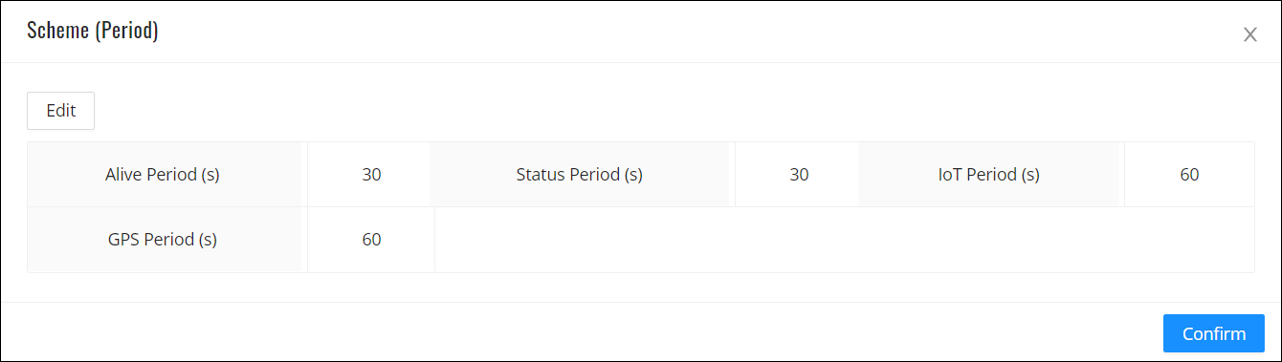 Scheme (Period)
X
Edit
Alive Period (s) 30 Status Period (s) 30 IoT Period (s) 60
GPS Period (s) 60
Confirm